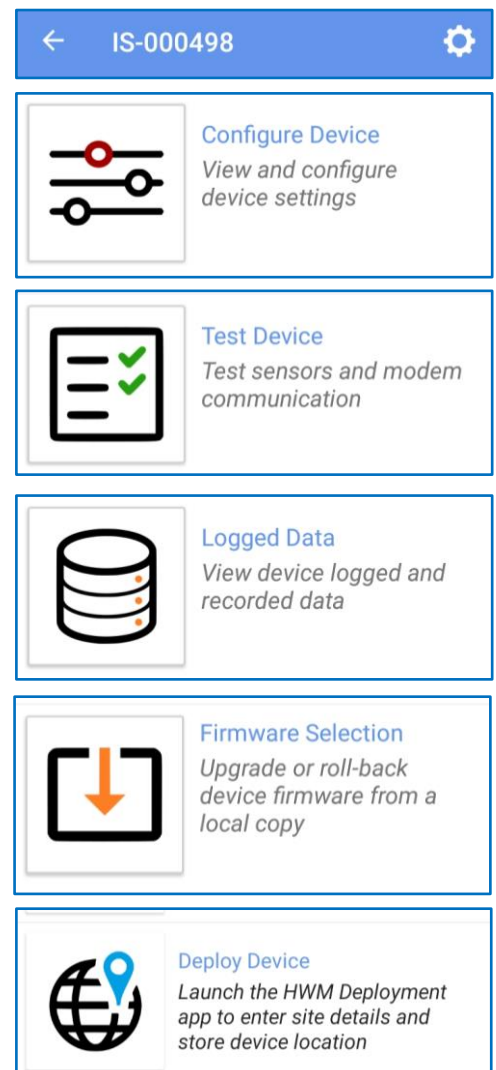 IS-000498
Configure Device
View and configure
device settings
Test Device
Test sensors and modem
communication
Logged Data
View device logged and
recorded data
Firmware Selection
Upgrade or roll-back
device firmware from a
local copy
Deploy Device
Launch the HWM Deployment
app to enter site details and
store device location